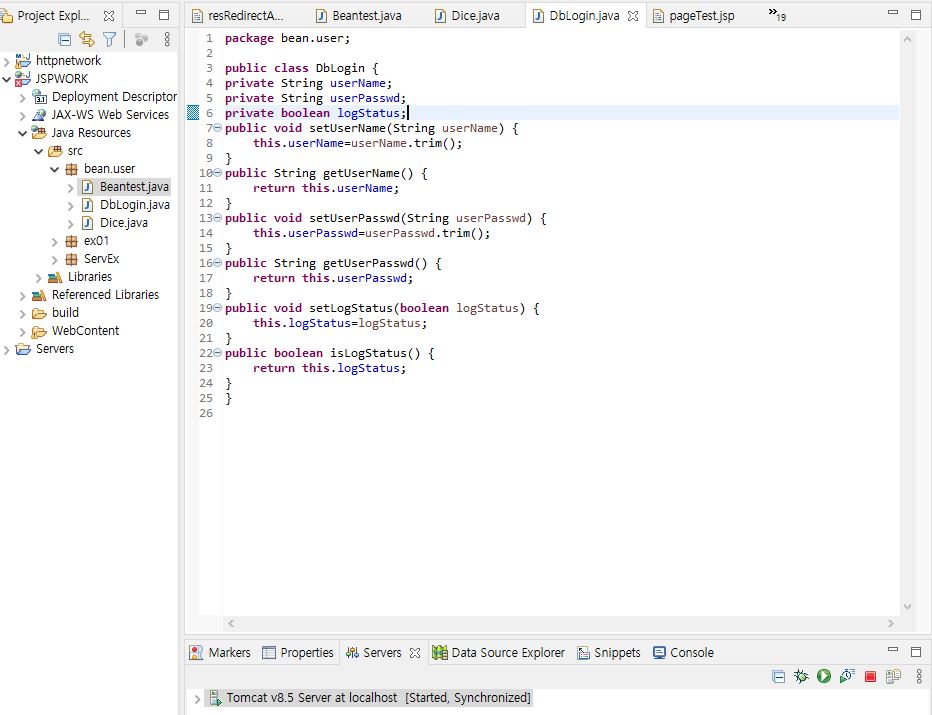 Project Expl...
httpnetwork
JSPWORK
Deployment Descriptor
JAX-WS Web Services
Java Resources
src
bean.user
Beantest.java
DbLogin.java
Dice.java
ex01
ServEx
Libraries
Referenced Libraries
build
WebContent
Servers
resRedirectA... Beantest.java Dice.java DbLogin.java pageTest.jsp »19
1 package bean.user;
2
3 public class DbLogin {
4 private String userName;
5 private String userPasswd;
6 private boolean logStatus;
7 public void setUserName(String userName) {
8     this.userName=userName.trim();
9 }
10 public String getUserName() {
11     return this.userName;
12 }
13 public void setUserPasswd(String userPasswd) {
14     this.userPasswd=userPasswd.trim();
15 }
16 public String getUserPasswd() {
17     return this.userPasswd;
18 }
19 public void setLogStatus(boolean logStatus) {
20     this.logStatus=logStatus;
21 }
22 public boolean isLogStatus() {
23     return this.logStatus;
24 }
25 }
26
Markers Properties Servers Data Source Explorer Snippets Console
Tomcat v8.5 Server at localhost [Started, Synchronized]